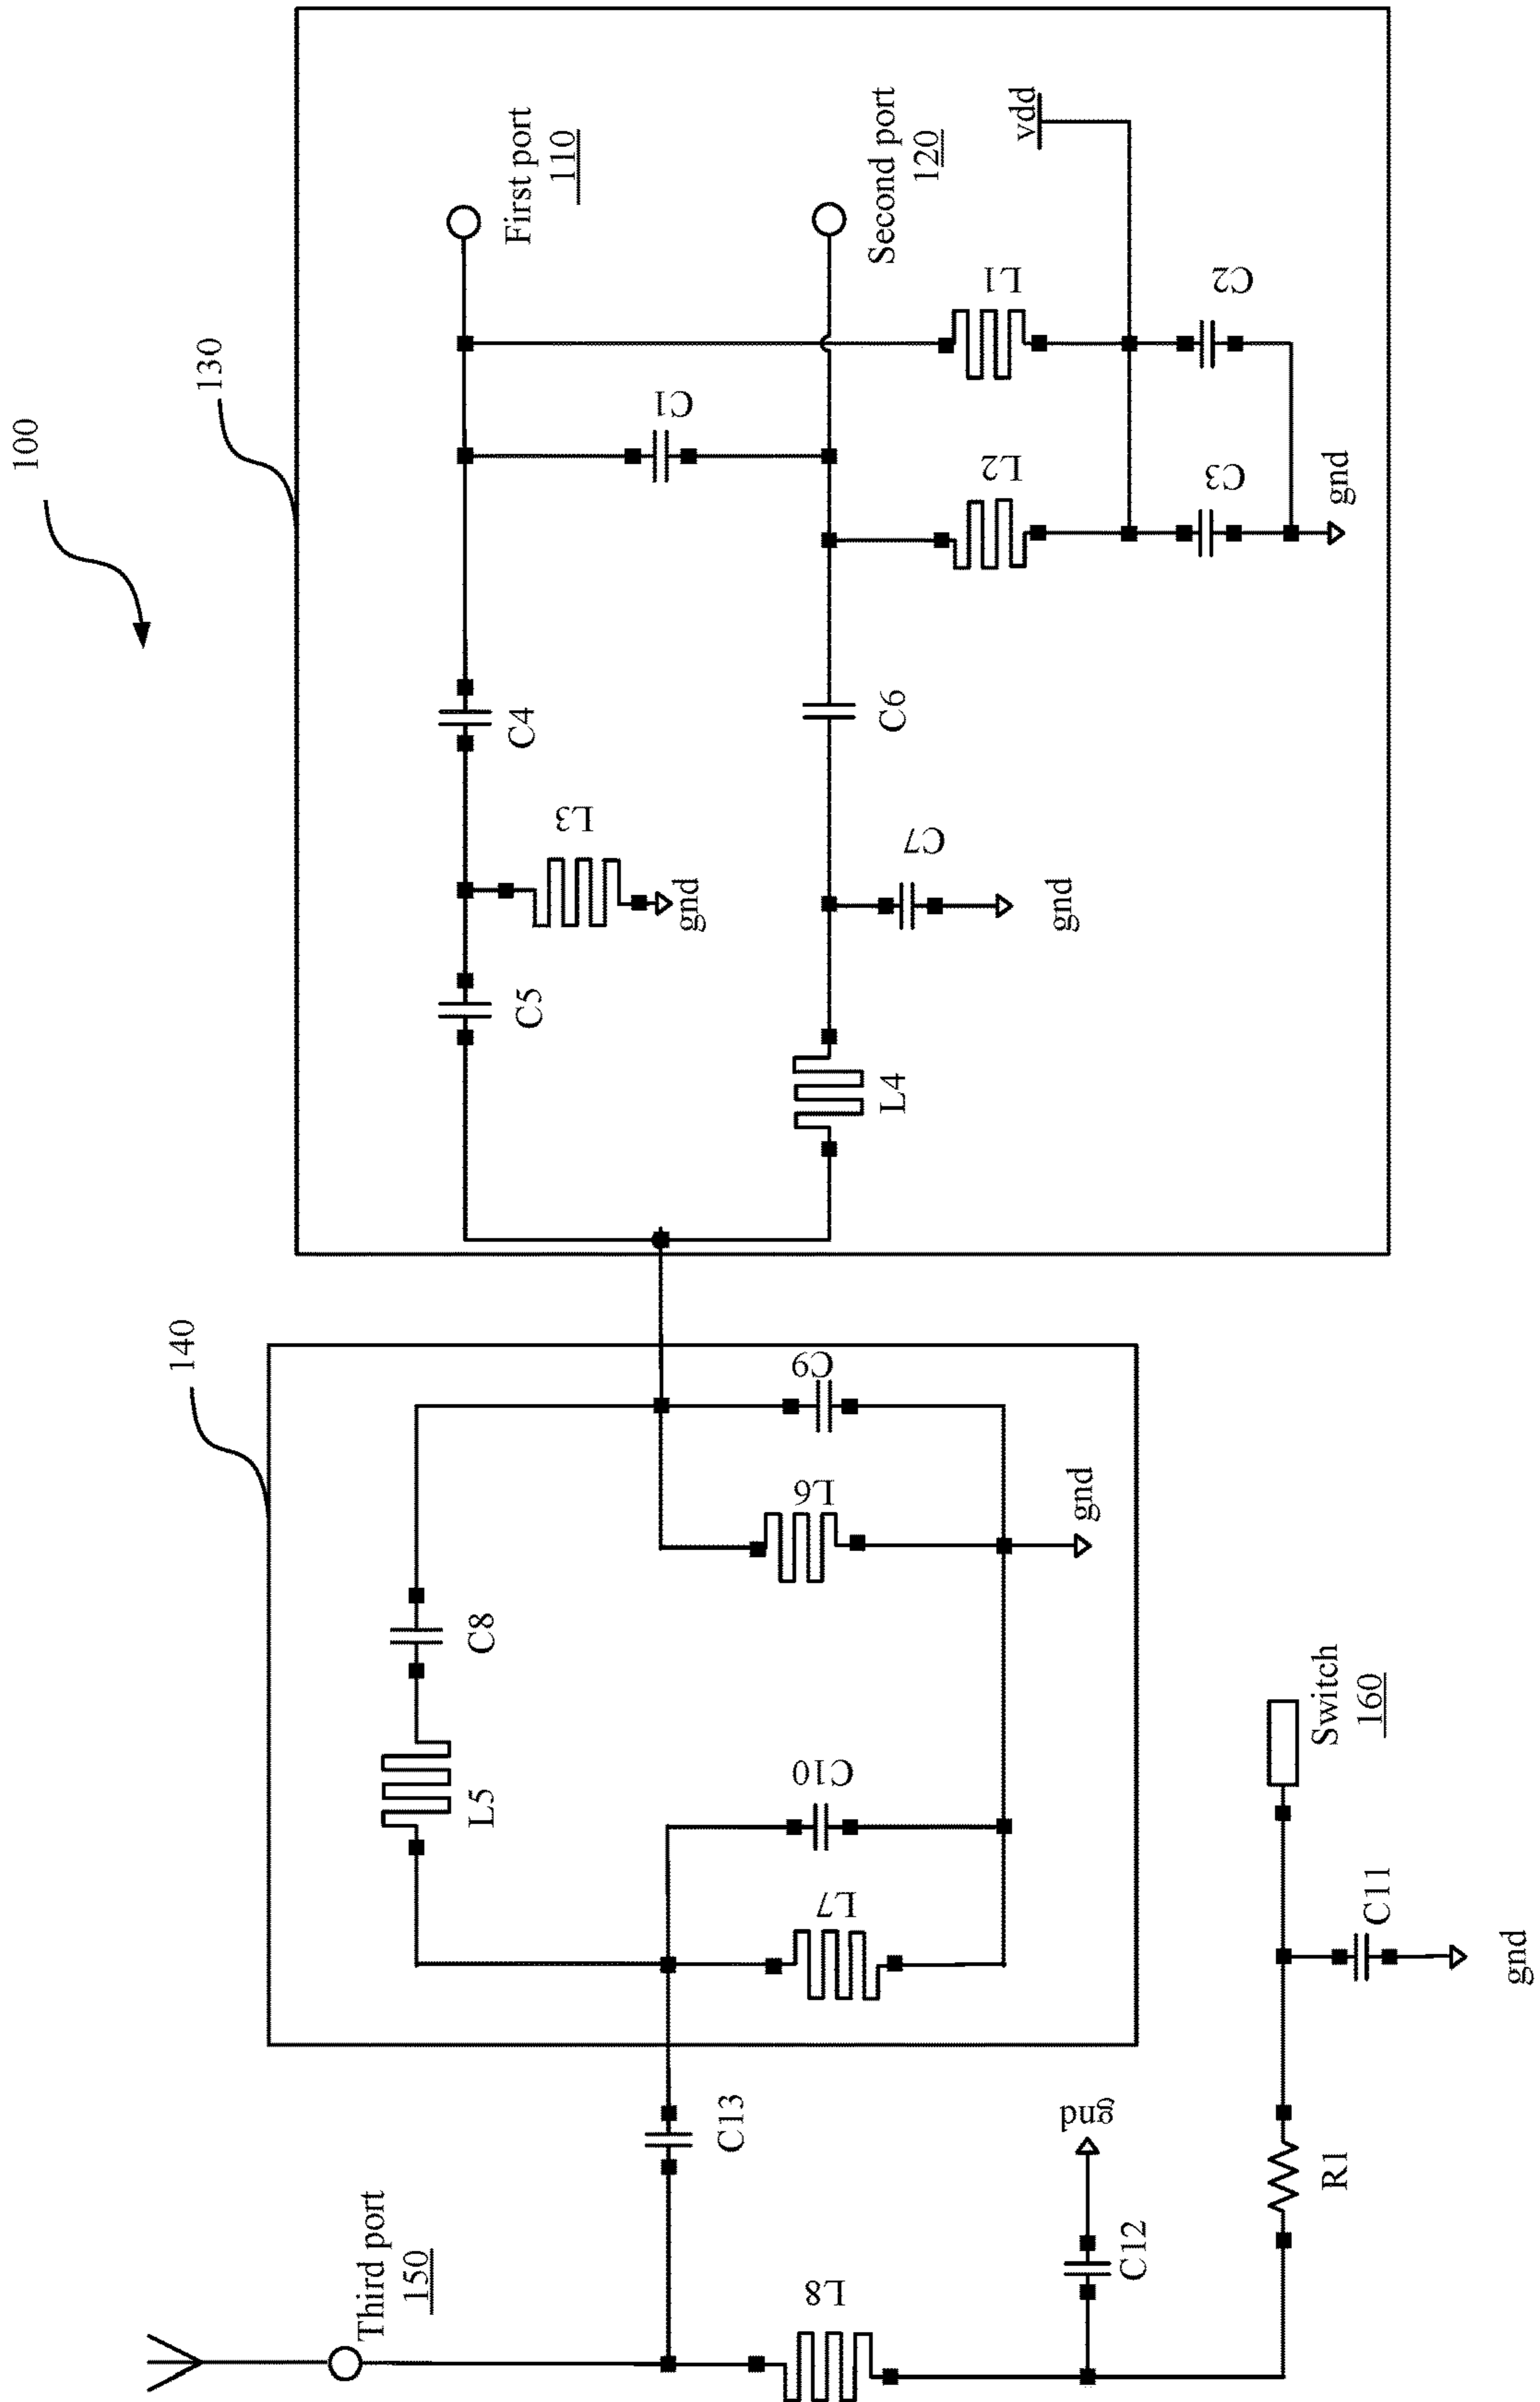 100
130
First port
110
Second port
120
vdd
C1
L1
L2
C2
C3
gnd
C4
C5
L3
gnd
C6
C7
gnd
L4
140
C8
L5
C9
L6
C10
L7
gnd
Switch
160
C11
gnd
R1
C13
C12
gnd
L8
Third port
150